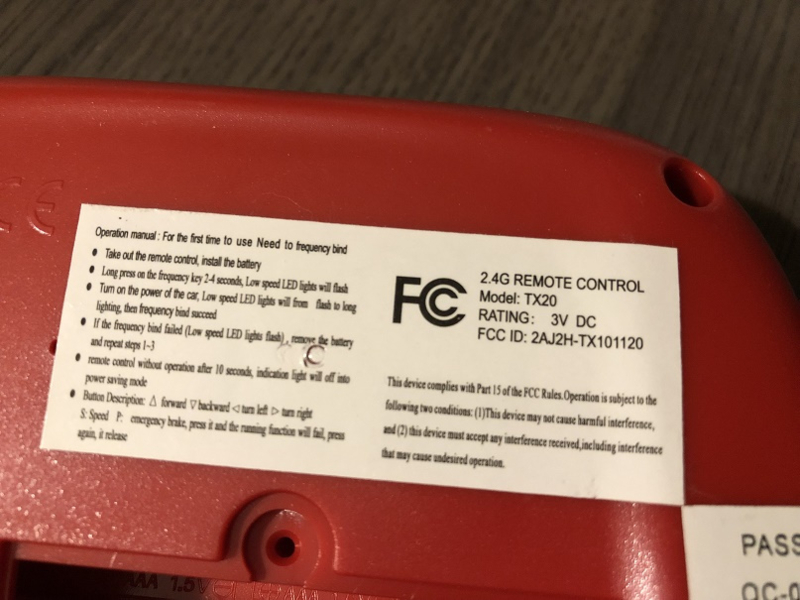 CE
Operation manual : For the first time to use Need to frequency bind
● Take out the remote control, install the battery
● Long press on the frequency key 2-4 seconds, Low speed LED lights will flash
● Turn on the power of the car, Low speed LED lights will from flash to long
lighting, then frequency bind succeed
● If the frequency bind failed (Low speed LED lights flash) , remove the battery
and repeat steps 1~3
● remote control without operation after 10 seconds, indication light will off into
power saving mode
● Button Description: △ forward ▽ backward ◁ turn left ▷ turn right
S: Speed P: emergency brake, press it and the running function will fail, press
again, it release
FC
2.4G REMOTE CONTROL
Model: TX20
RATING: 3V DC
FCC ID: 2AJ2H-TX101120
This device complies with Part 15 of the FCC Rules.Operation is subject to the
following two conditions: (1)This device may not cause harmful interference,
and (2) this device must accept any interference received,including interference
that may cause undesired operation.
AAA 1.5V
PASS
QC-0